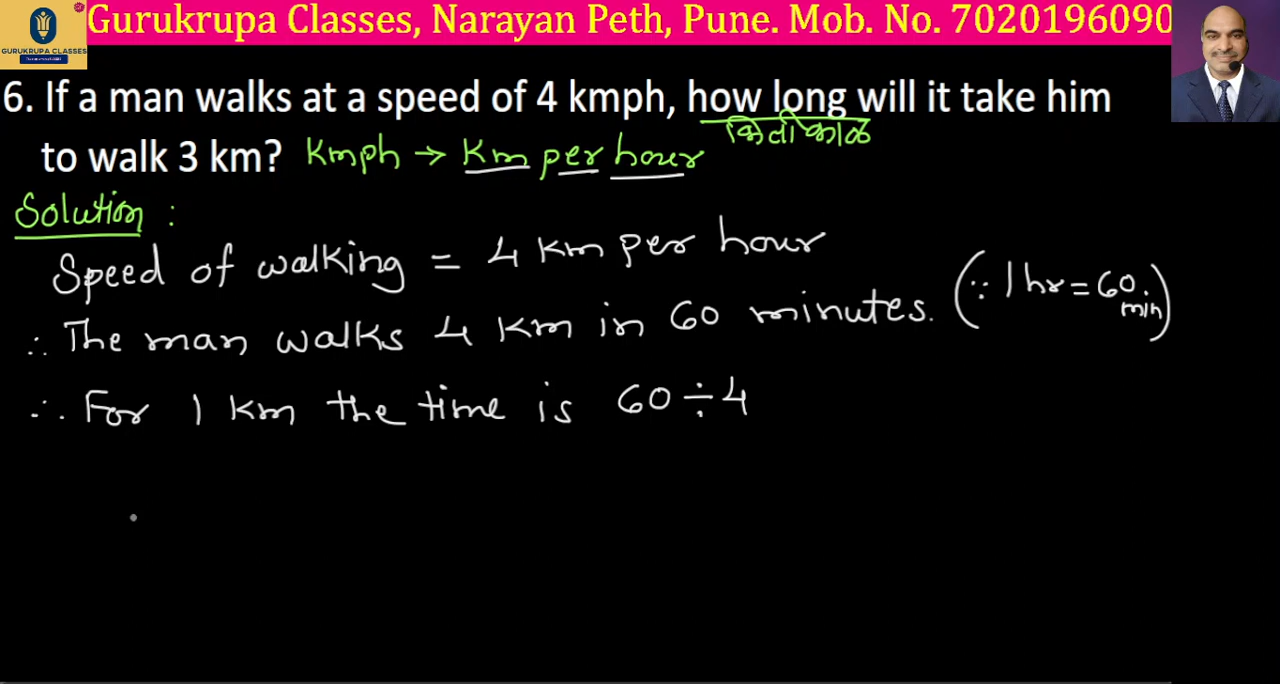 Gurukrupa Classes, Narayan Peth, Pune. Mob. No. 7020196090
GURUKRUPA CLASSES
6. If a man walks at a speed of 4 kmph, how long will it take him
किती काळ
to walk 3 km? Kmph → Km per hour
Solution :
Speed of walking = 4 Km per hour
∴ The man walks 4 Km in 60 minutes. (∵ 1 hr = 60 min)
∴ For 1 Km the time is 60 ÷ 4